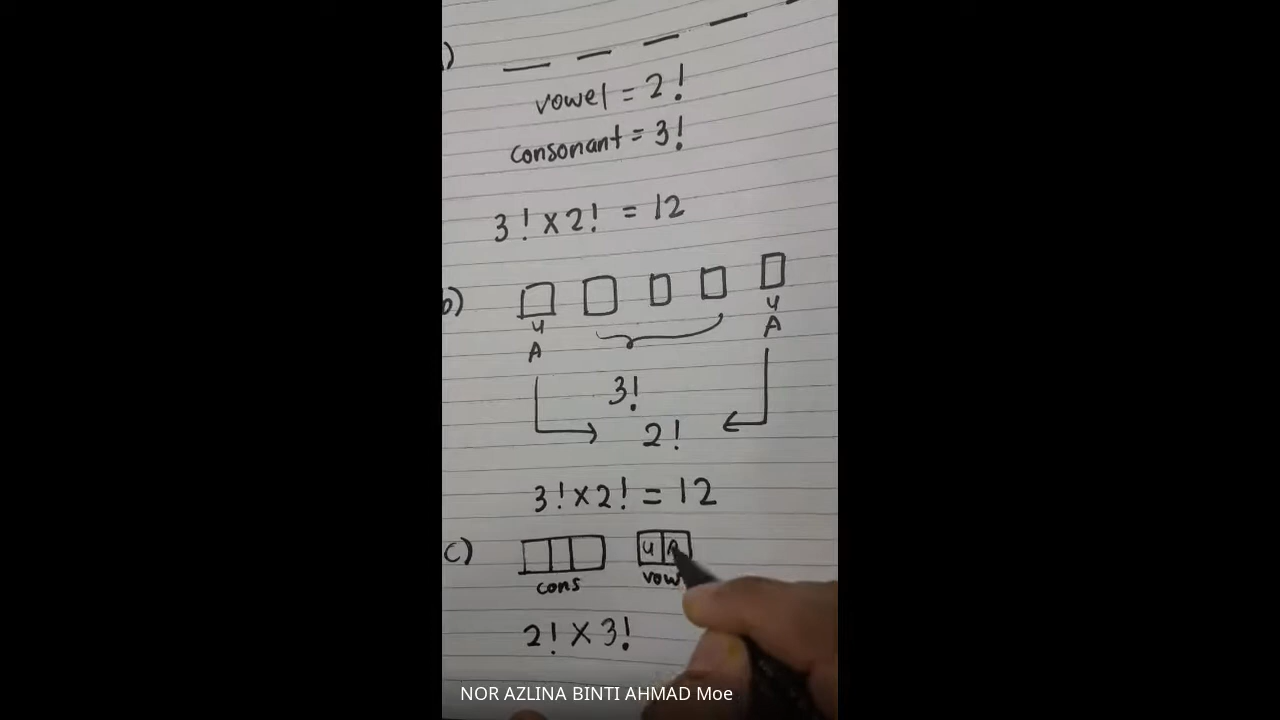 )
vowel = 2!
consonant = 3!
3! x 2! = 12
b)
u u
A A
3!
2!
3! x 2! = 12
c) u A
cons vow
2! x 3!
NOR AZLINA BINTI AHMAD Moe